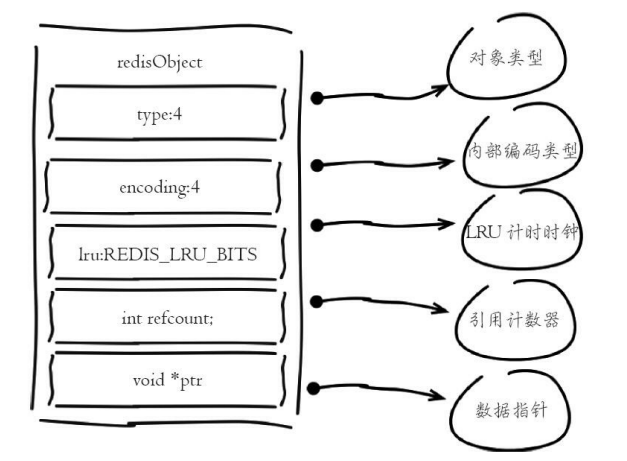 redisObject
type:4
对象类型
encoding:4
内部编码类型
lru:REDIS_LRU_BITS
LRU 计时时钟
int refcount;
引用计数器
void *ptr
数据指针